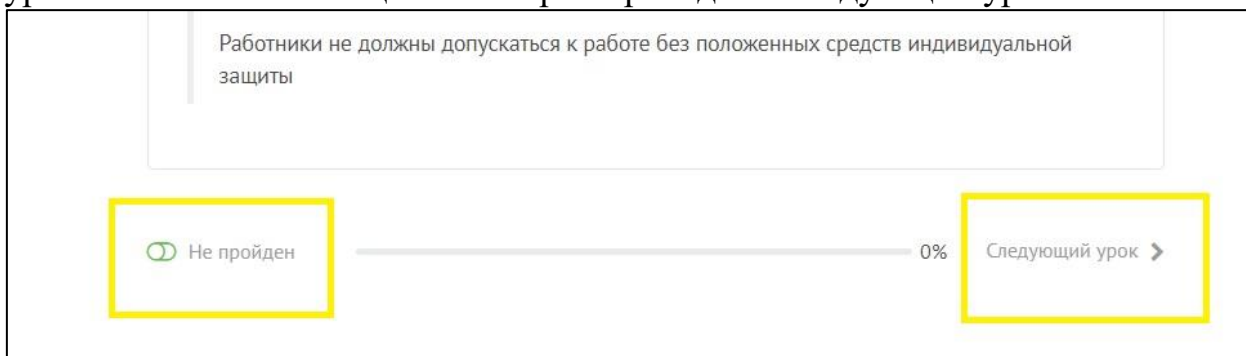 Работники не должны допускаться к работе без положенных средств индивидуальной
защиты
Не пройден 0% Следующий урок